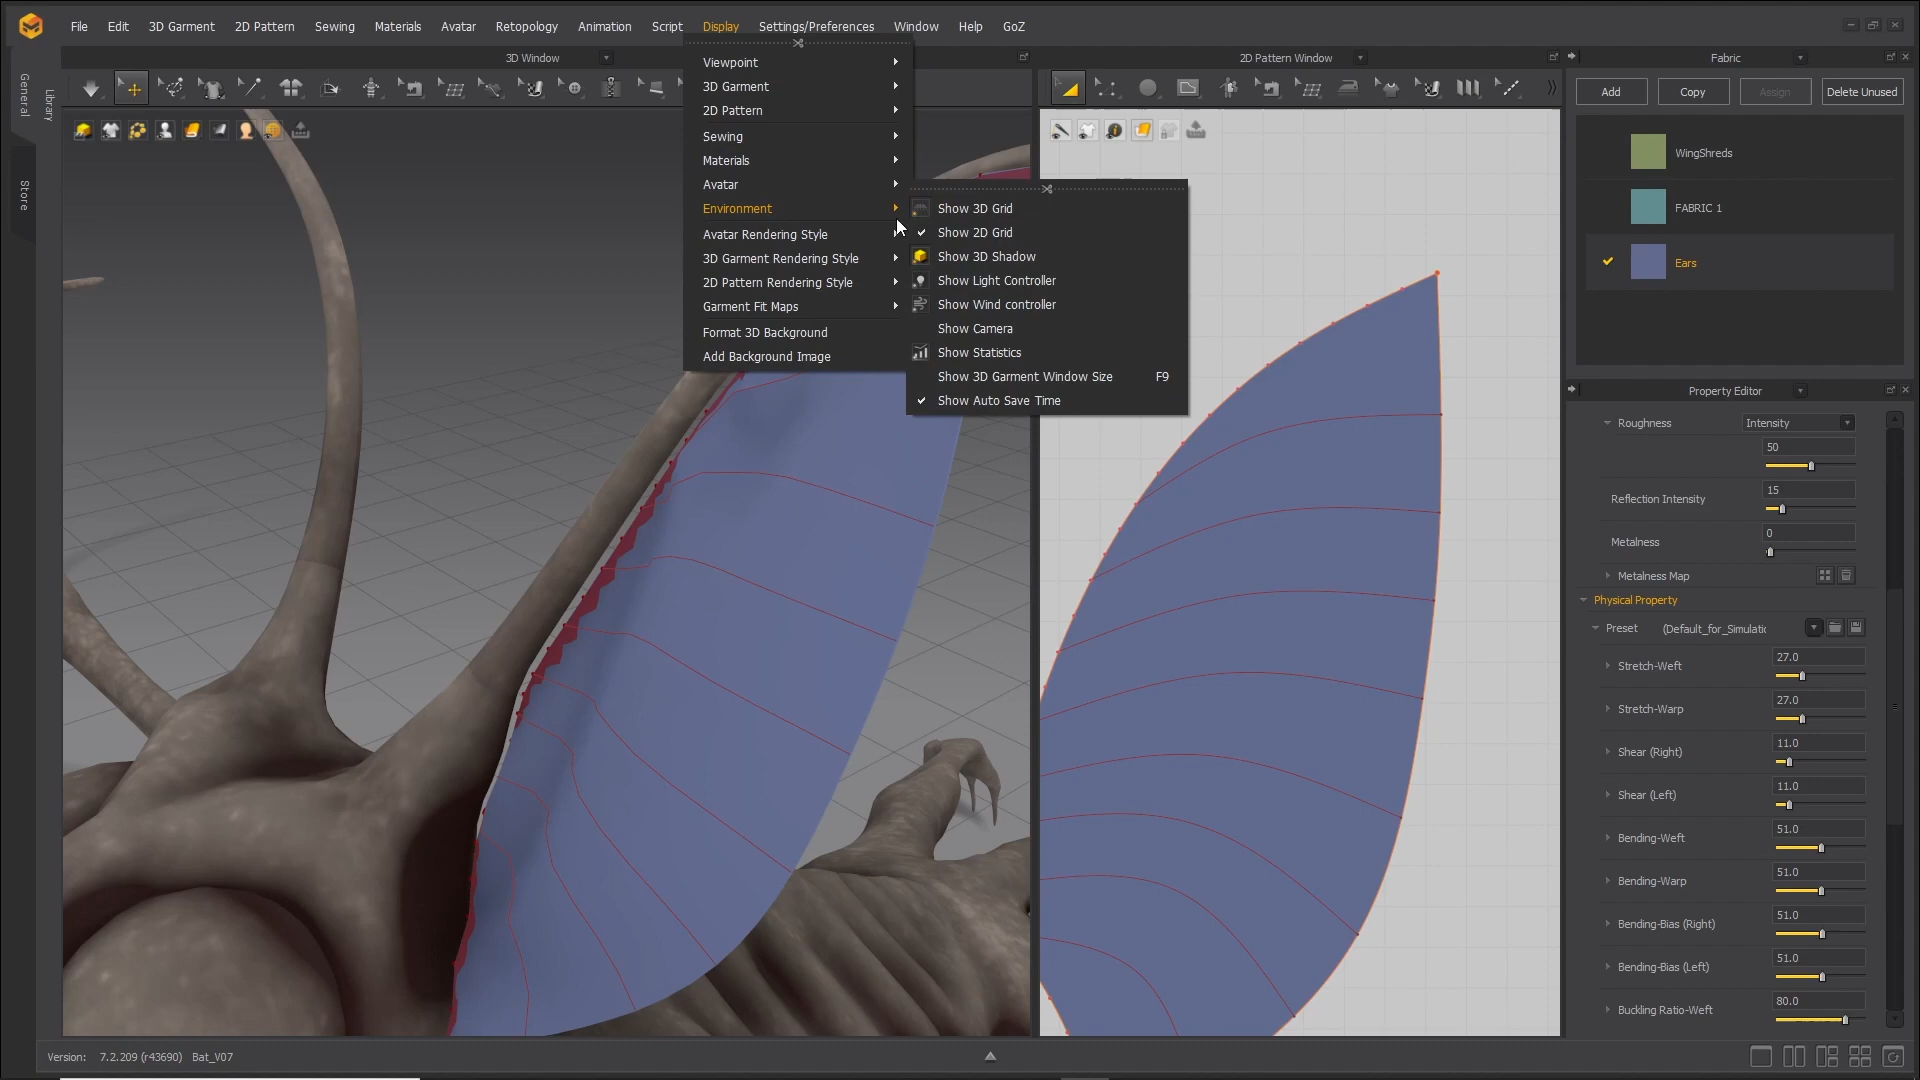 File Edit 3D Garment 2D Pattern Sewing Materials Avatar Retopology Animation Script Display Settings/Preferences Window Help GoZ
3D Window
2D Pattern Window
Fabric
General
Library
Store
Viewpoint
3D Garment
2D Pattern
Sewing
Materials
Avatar
Environment
Avatar Rendering Style
3D Garment Rendering Style
2D Pattern Rendering Style
Garment Fit Maps
Format 3D Background
Add Background Image
Show 3D Grid
Show 2D Grid
Show 3D Shadow
Show Light Controller
Show Wind controller
Show Camera
Show Statistics
Show 3D Garment Window Size F9
Show Auto Save Time
Add Copy Assign Delete Unused
WingShreds
FABRIC 1
Ears
Property Editor
Roughness Intensity
50
Reflection Intensity 15
Metalness 0
Metalness Map
Physical Property
Preset (Default_for_Simulatic
Stretch-Weft 27.0
Stretch-Warp 27.0
Shear (Right) 11.0
Shear (Left) 11.0
Bending-Weft 51.0
Bending-Warp 51.0
Bending-Bias (Right) 51.0
Bending-Bias (Left) 51.0
Buckling Ratio-Weft 80.0
Version: 7.2.209 (r43690) Bat_V07